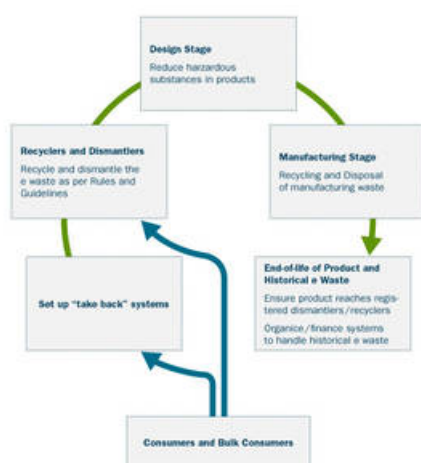 Design Stage
Reduce harzardous
substances in products
Recyclers and Dismantlers
Recycle and dismantle the
e waste as per Rules and
Guidelines
Manufacturing Stage
Recycling and Disposal
of manufacturing waste
Set up “take back” systems
End-of-life of Product and
Historical e Waste
Ensure product reaches regis-
tered dismantlers/recyclers
Organice/finance systems
to handle historical e waste
Consumers and Bulk Consumers